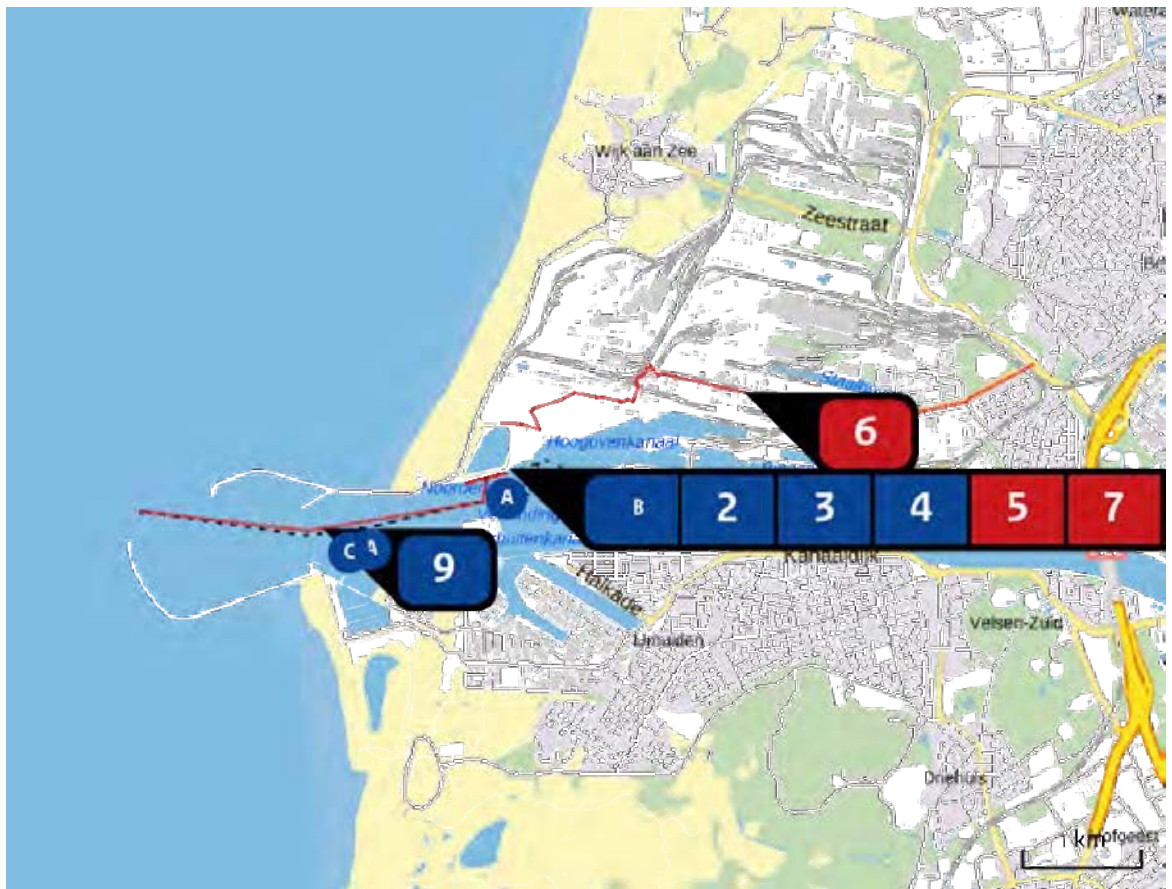 Wijk aan Zee
Zeestraat
6
Hoogovenkanaal
A
B
2
3
4
5
7
C
A
9
Kanaaldijk
Halkade
IJmuiden
Velsen-Zuid
Driehuis
1 km